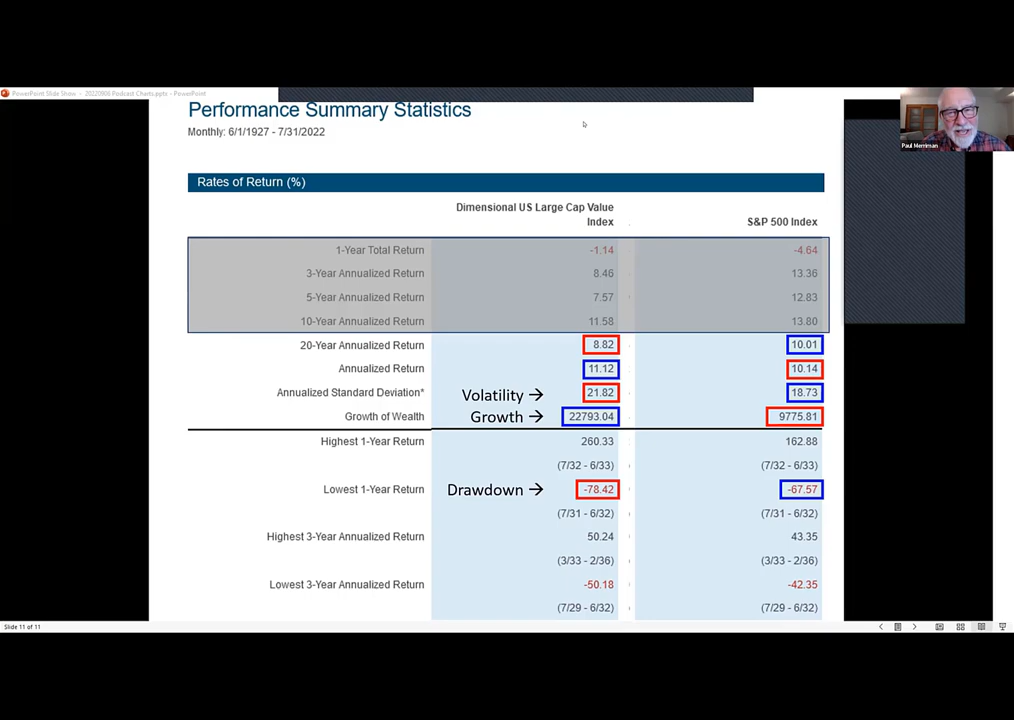 PowerPoint Slide Show - 20220906 Podcast Charts.pptx - PowerPoint
Performance Summary Statistics
Monthly: 6/1/1927 - 7/31/2022
Paul Merriman
Rates of Return (%)
Dimensional US Large Cap Value
Index S&P 500 Index
1-Year Total Return -1.14 -4.64
3-Year Annualized Return 8.46 13.36
5-Year Annualized Return 7.57 12.83
10-Year Annualized Return 11.58 13.80
20-Year Annualized Return 8.82 10.01
Annualized Return 11.12 10.14
Annualized Standard Deviation* Volatility → 21.82 18.73
Growth of Wealth Growth → 22793.04 9775.81
Highest 1-Year Return 260.33 162.88
(7/32 - 6/33) (7/32 - 6/33)
Lowest 1-Year Return Drawdown → -78.42 -67.57
(7/31 - 6/32) (7/31 - 6/32)
Highest 3-Year Annualized Return 50.24 43.35
(3/33 - 2/36) (3/33 - 2/36)
Lowest 3-Year Annualized Return -50.18 -42.35
(7/29 - 6/32) (7/29 - 6/32)
Slide 11 of 11